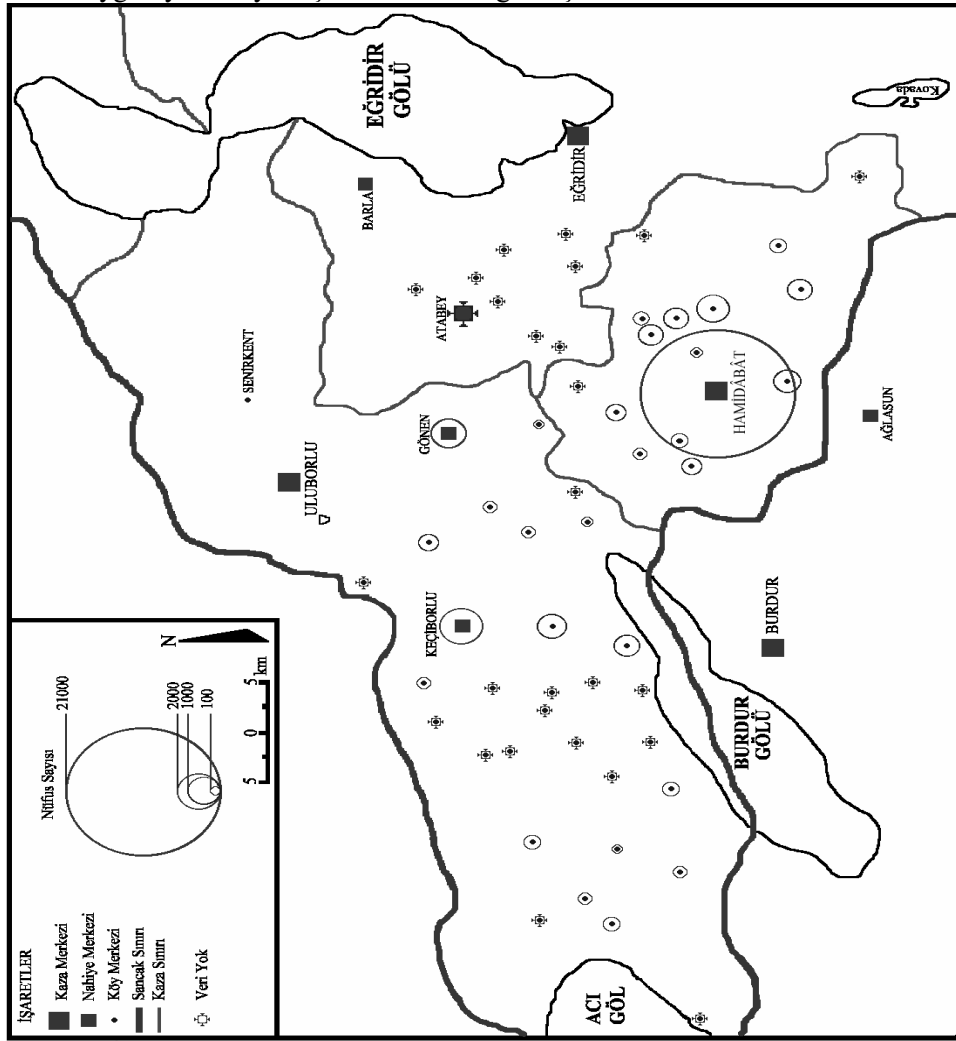 EĞRİDİR
GÖLÜ
Kovada
BARLA
EĞRİDİR
ATABEY
SENİRKENT
GÖNEN
ULUBORLU
HAMİDÂBÂT
AĞLASUN
KEÇİBORLU
BURDUR
BURDUR
GÖLÜ
ACI
GÖL
İŞARETLER
Kaza Merkezi
Nahiye Merkezi
Köy Merkezi
Sancak Sınırı
Kaza Sınırı
Veri Yok
Nüfus Sayısı
21000
2000
1000
100
N
5 0 5
km